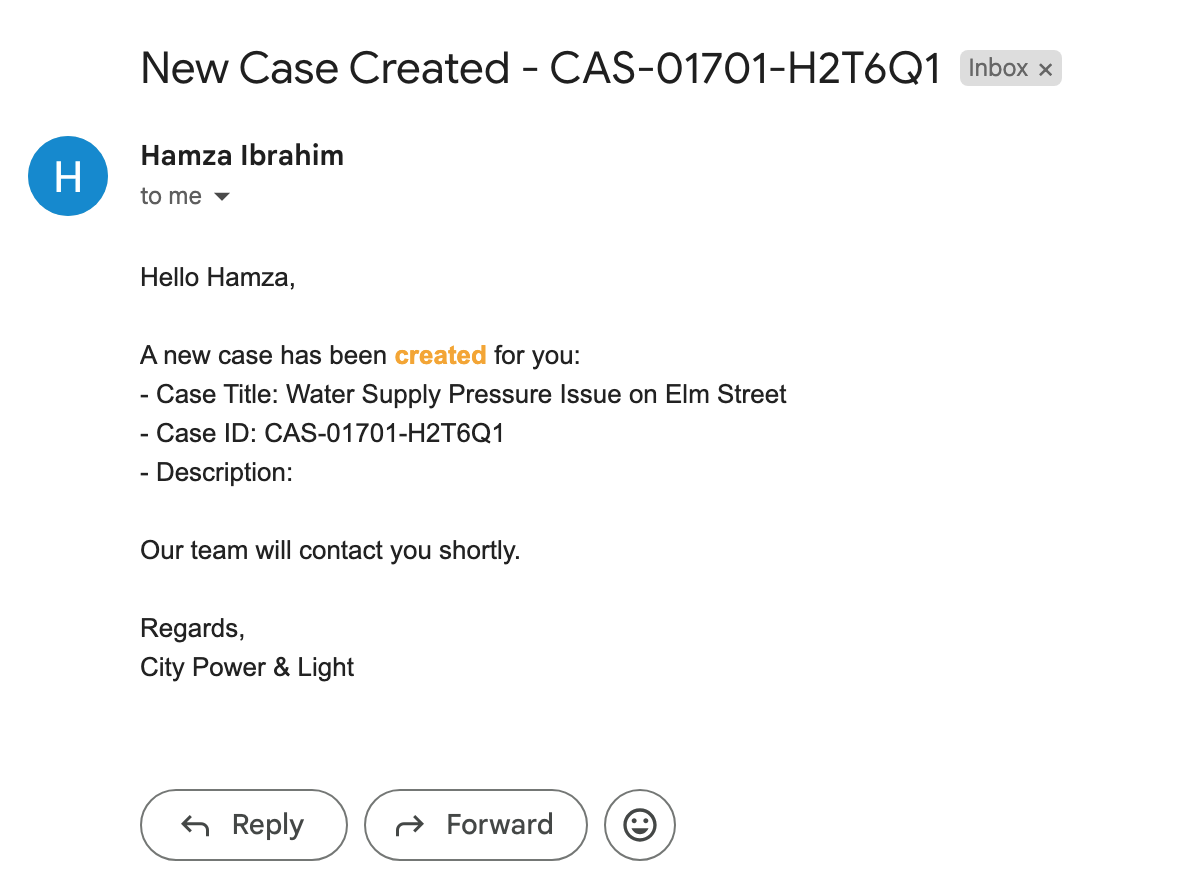 New Case Created - CAS-01701-H2T6Q1 Inbox ×
H
Hamza Ibrahim
to me
Hello Hamza,
A new case has been created for you:
- Case Title: Water Supply Pressure Issue on Elm Street
- Case ID: CAS-01701-H2T6Q1
- Description:
Our team will contact you shortly.
Regards,
City Power & Light
Reply Forward